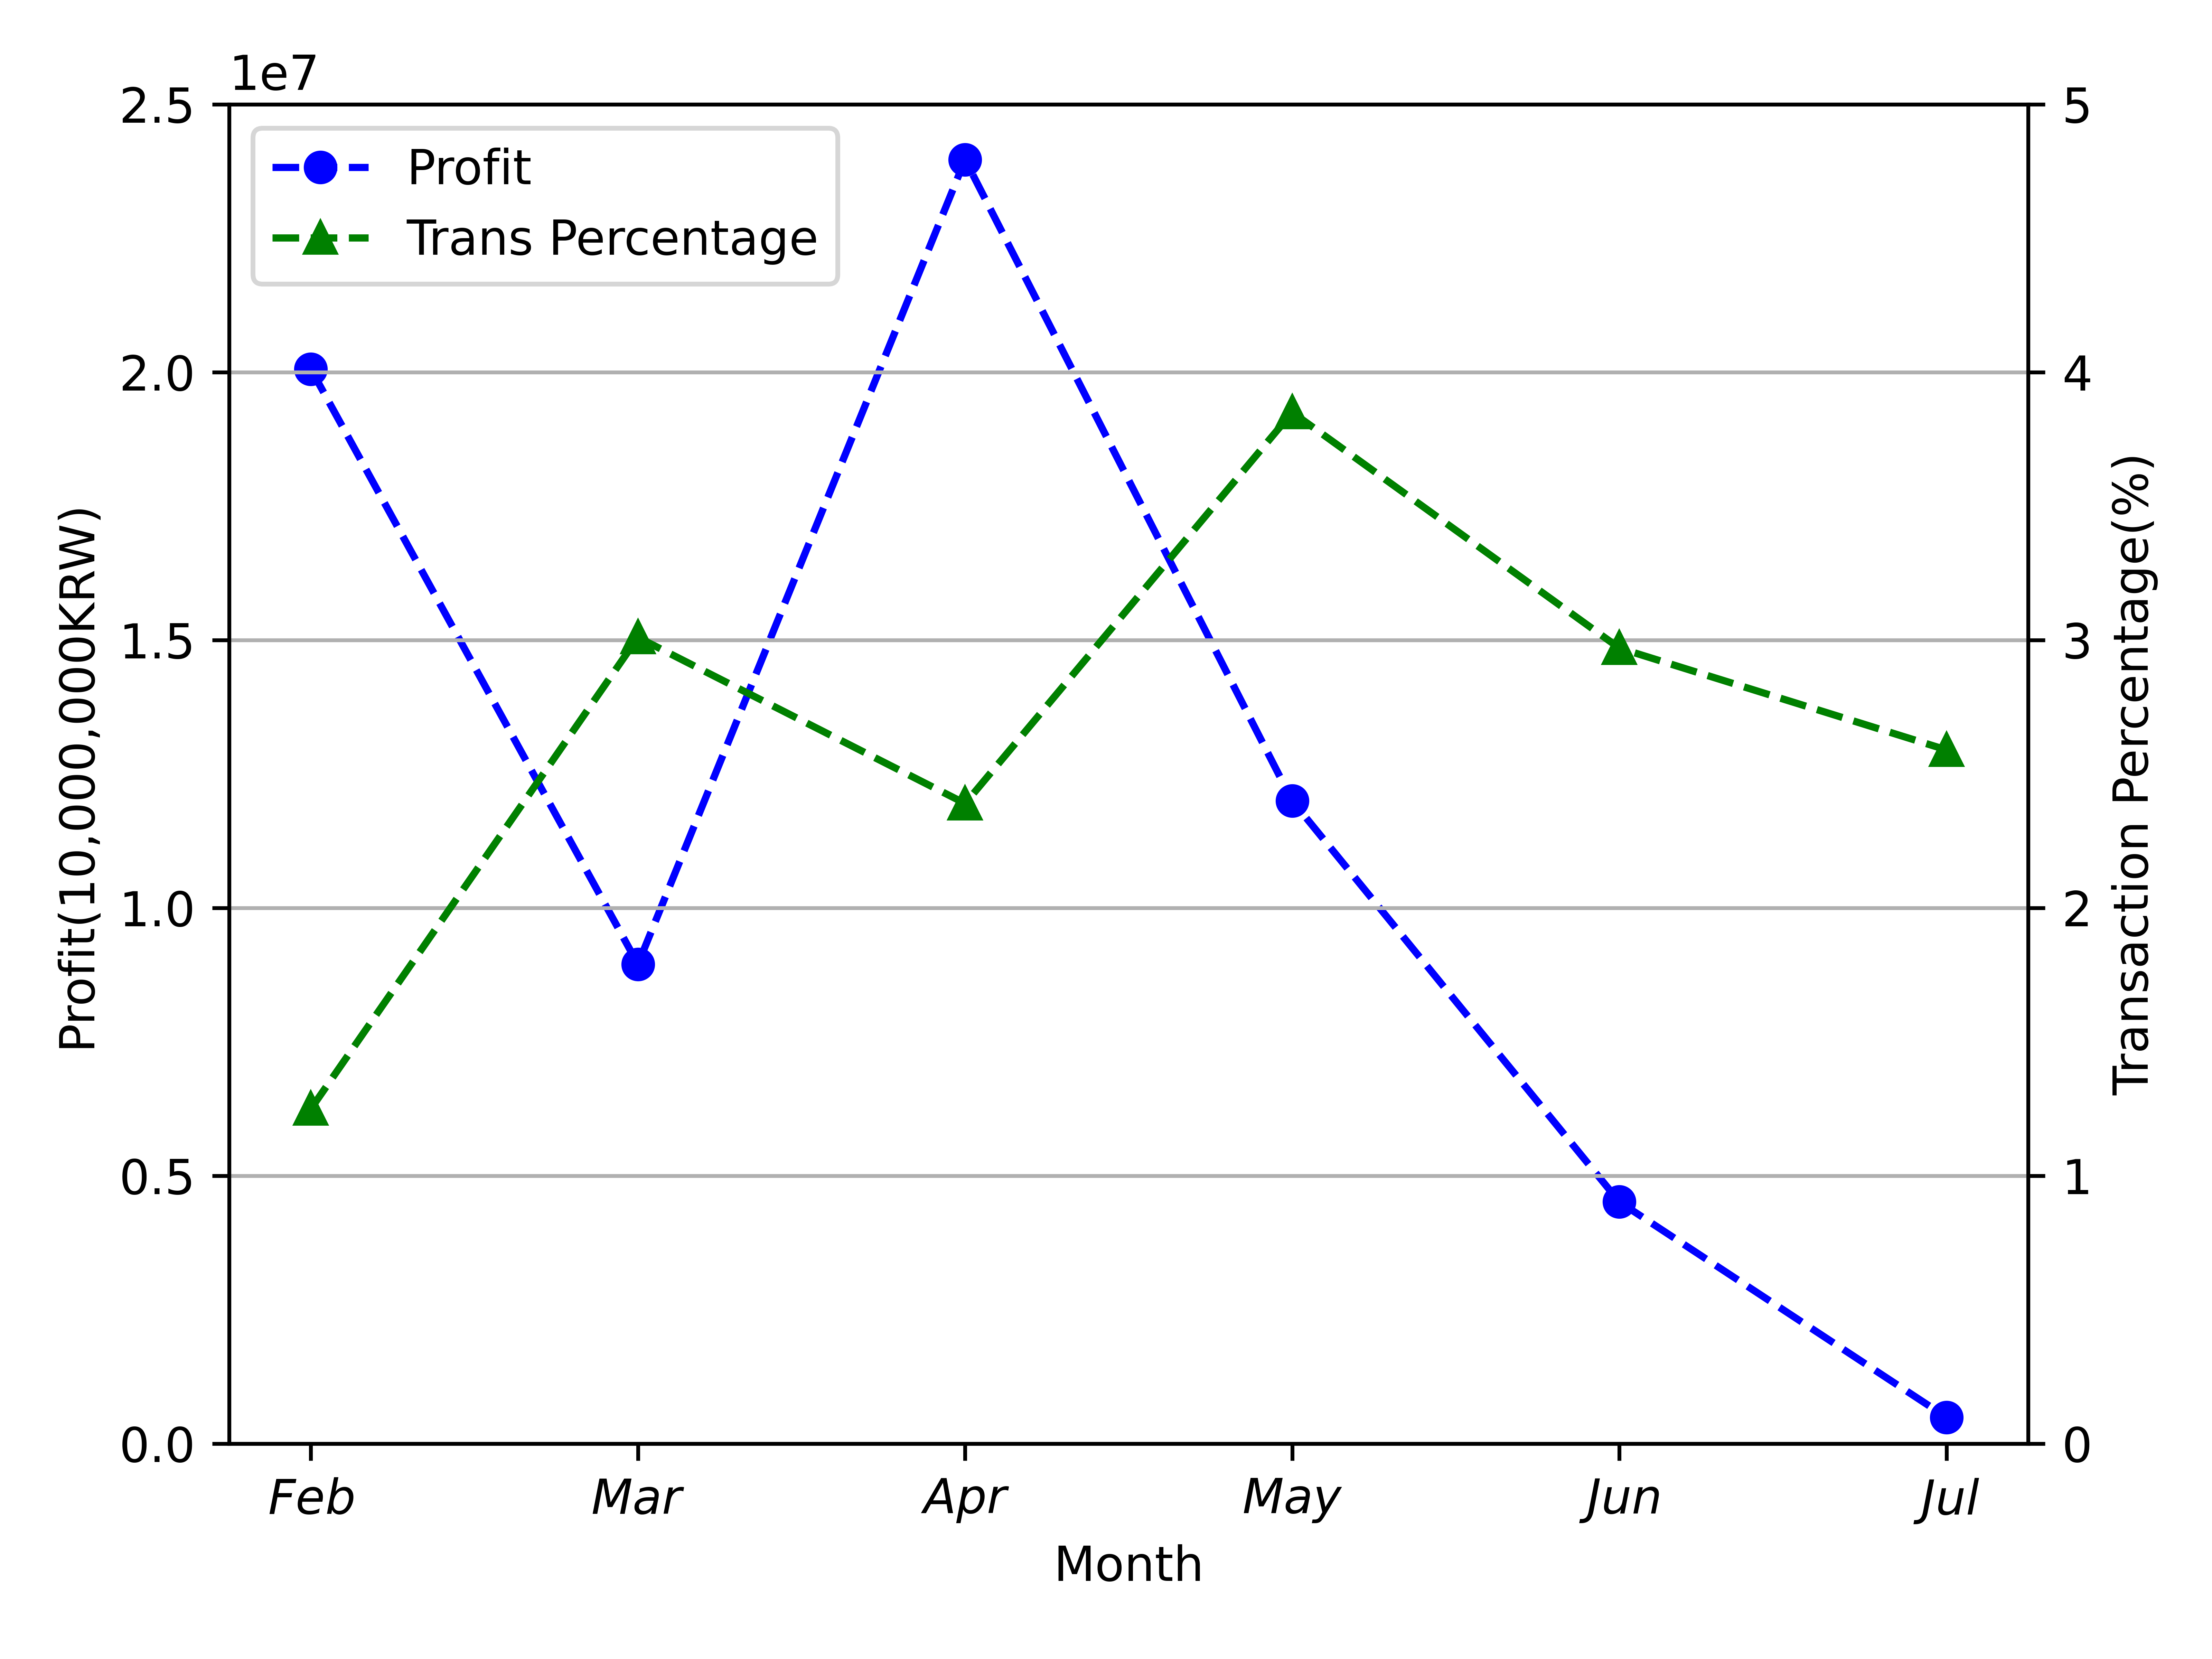 1e7
2.5
2.0
1.5
1.0
0.5
0.0
Profit(10,000,000KRW)
Profit
Trans Percentage
5
4
3
2
1
0
Transaction Percentage(%)
Feb Mar Apr May Jun Jul
Month